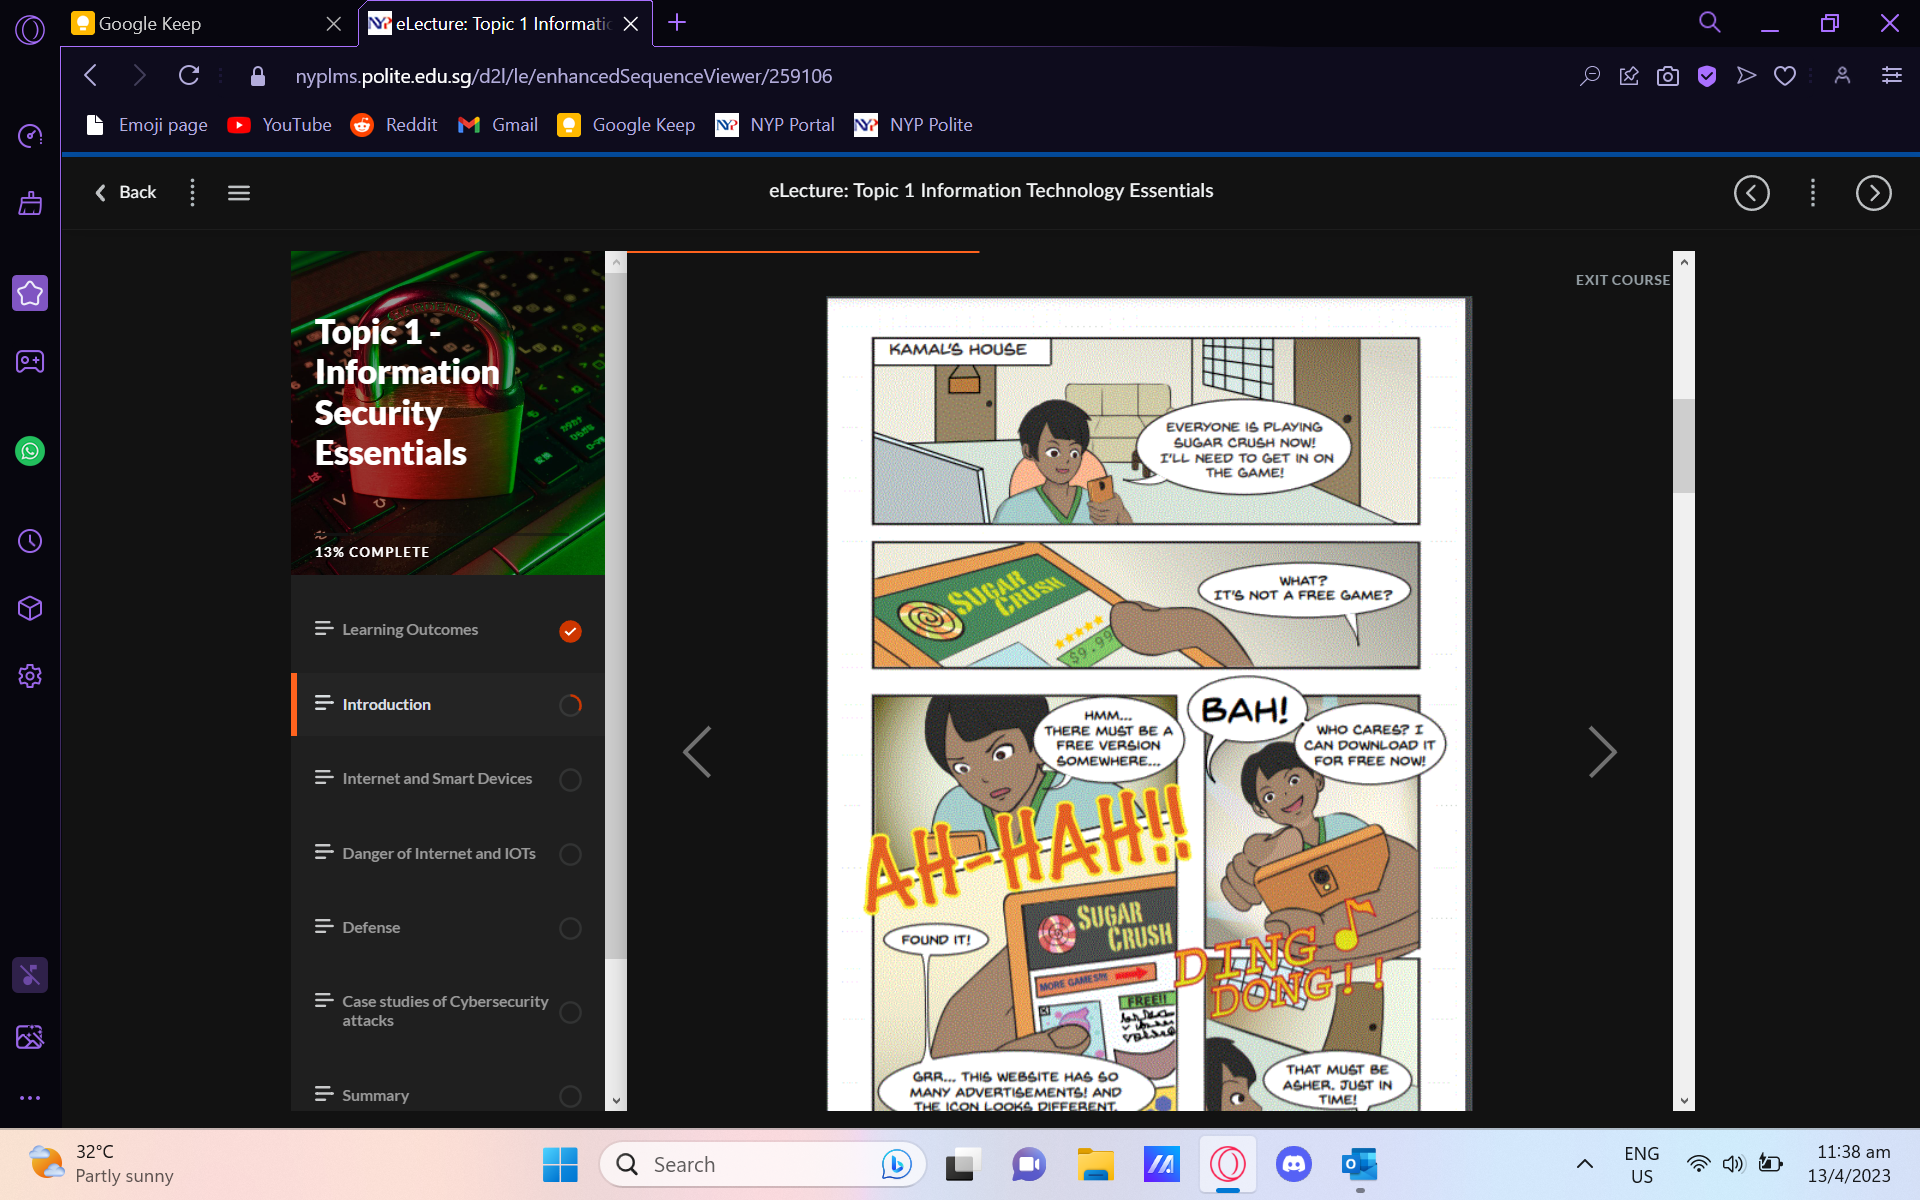 Google Keep
eLecture: Topic 1 Informatic
nyplms.polite.edu.sg/d2l/le/enhancedSequenceViewer/259106
Emoji page
YouTube
Reddit
Gmail
Google Keep
NYP Portal
NYP Polite
Back
eLecture: Topic 1 Information Technology Essentials
EXIT COURSE
Topic 1 -
Information
Security
Essentials
13% COMPLETE
Learning Outcomes
Introduction
Internet and Smart Devices
Danger of Internet and IOTs
Defense
Case studies of Cybersecurity
attacks
Summary
KAMAL'S HOUSE
EVERYONE IS PLAYING
SUGAR CRUSH NOW!
I'LL NEED TO GET IN ON
THE GAME!
SUGAR
CRUSH
$9.99
WHAT?
IT'S NOT A FREE GAME?
HMM...
THERE MUST BE A
FREE VERSION
SOMEWHERE...
AH-HAH!!
FOUND IT!
SUGAR
CRUSH
MORE GAMES!!!
FREE!!
GRR... THIS WEBSITE HAS SO
MANY ADVERTISEMENTS! AND
THE ICON LOOKS DIFFERENT.
BAH!
WHO CARES? I
CAN DOWNLOAD IT
FOR FREE NOW!
DING
DONG!!
THAT MUST BE
ASHER, JUST IN
TIME!
32°C
Partly sunny
Search
ENG
US
11:38 am
13/4/2023